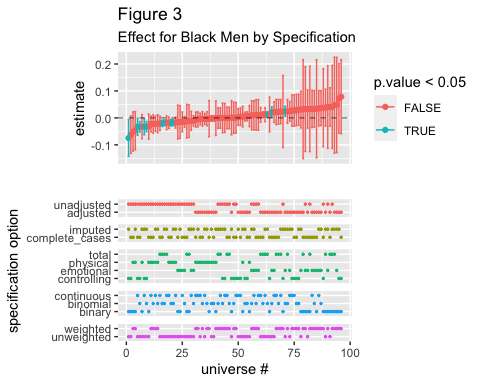 Figure 3
Effect for Black Men by Specification
0.2
0.1
0.0
-0.1
estimate
p.value < 0.05
FALSE
TRUE
specification option
unadjusted
adjusted
imputed
complete_cases
total
physical
emotional
controlling
continuous
binomial
binary
weighted
unweighted
0 25 50 75 100
universe #